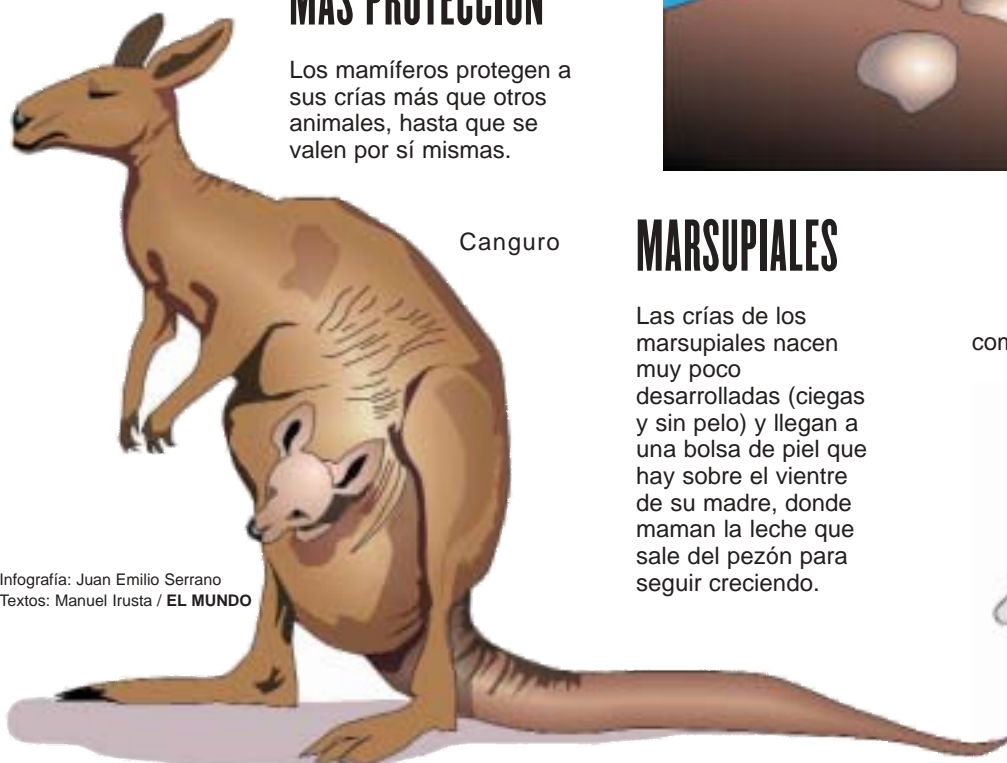 MÁS PROTECCIÓN
Los mamíferos protegen a
sus crías más que otros
animales, hasta que se
valen por sí mismas.
Canguro
MARSUPIALES
Las crías de los
marsupiales nacen
muy poco
desarrolladas (ciegas
y sin pelo) y llegan a
una bolsa de piel que
hay sobre el vientre
de su madre, donde
maman la leche que
sale del pezón para
seguir creciendo.
Infografía: Juan Emilio Serrano
Textos: Manuel Irusta / EL MUNDO